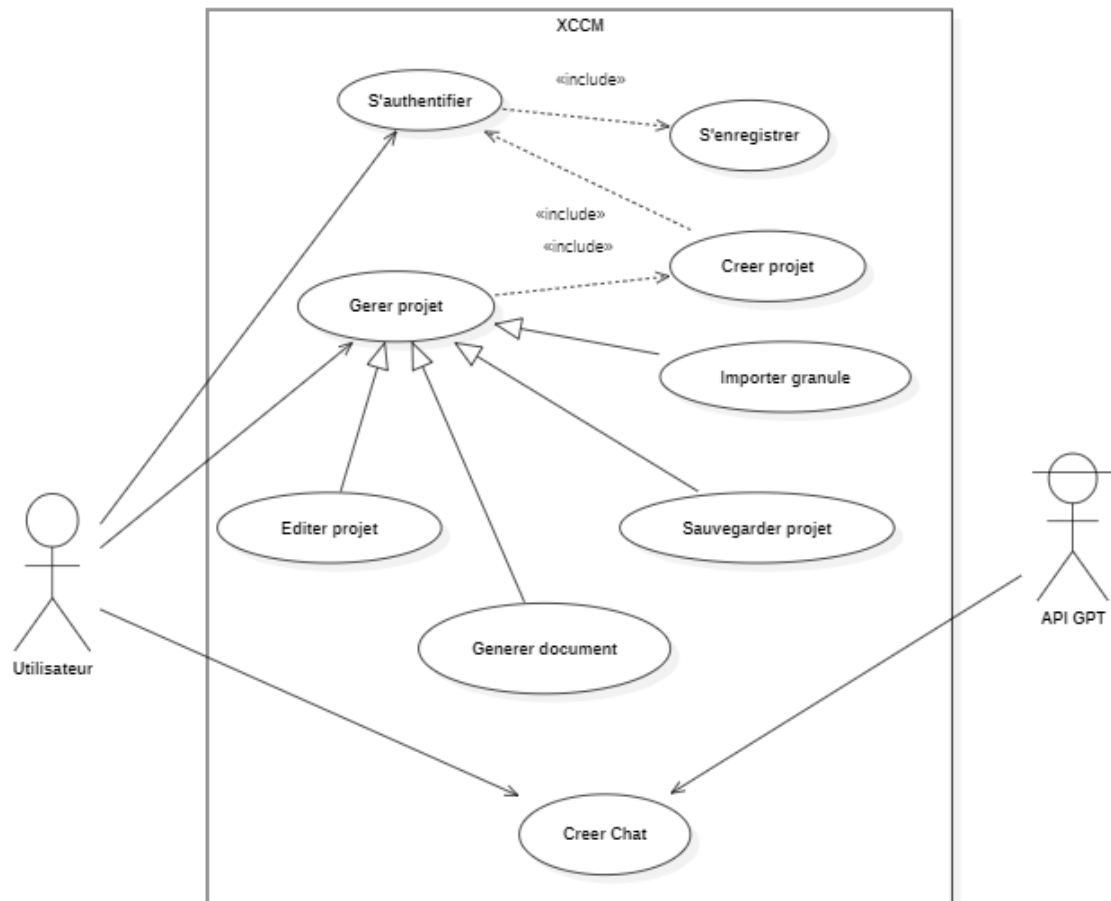 XCCM
«include»
S'authentifier
S'enregistrer
«include»
«include»
Creer projet
Gerer projet
Importer granule
Editer projet
Sauvegarder projet
API GPT
Generer document
Utilisateur
Creer Chat